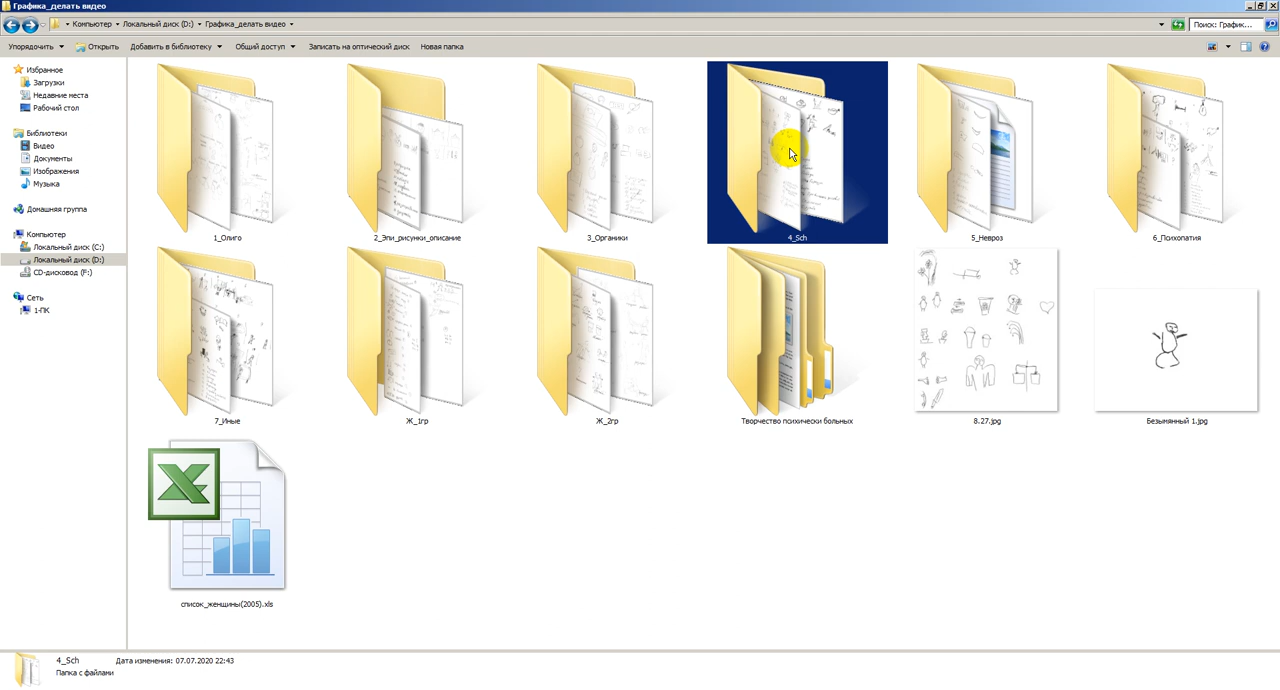 Графика_делать видео
Компьютер Локальный диск (D:) Графика_делать видео
Поиск: График...
Упорядочить Открыть Добавить в библиотеку Общий доступ Записать на оптический диск Новая папка
Избранное
Загрузки
Недавние места
Рабочий стол
Библиотеки
Видео
Документы
Изображения
Музыка
Домашняя группа
Компьютер
Локальный диск (C:)
Локальный диск (D:)
CD-дисковод (F:)
Сеть
1-ПК
1_Олиго
2_Эпи_рисунки_описание
3_Органики
4_Sch
5_Невроз
6_Психопатия
7_Иные
Ж_1гр
Ж_2гр
Творчество психически больных
8.27.jpg
Безымянный 1.jpg
список_женщины(2005).xls
4_Sch Дата изменения: 07.07.2020 22:43
Папка с файлами